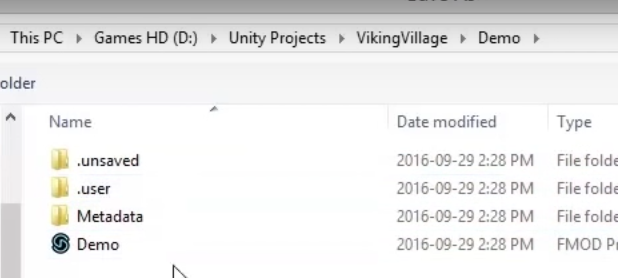 This PC > Games HD (D:) > Unity Projects > VikingVillage > Demo >
older
Name Date modified Type
.unsaved 2016-09-29 2:28 PM File folde
.user 2016-09-29 2:28 PM File folde
Metadata 2016-09-29 2:28 PM File folde
Demo 2016-09-29 2:28 PM FMOD Pr